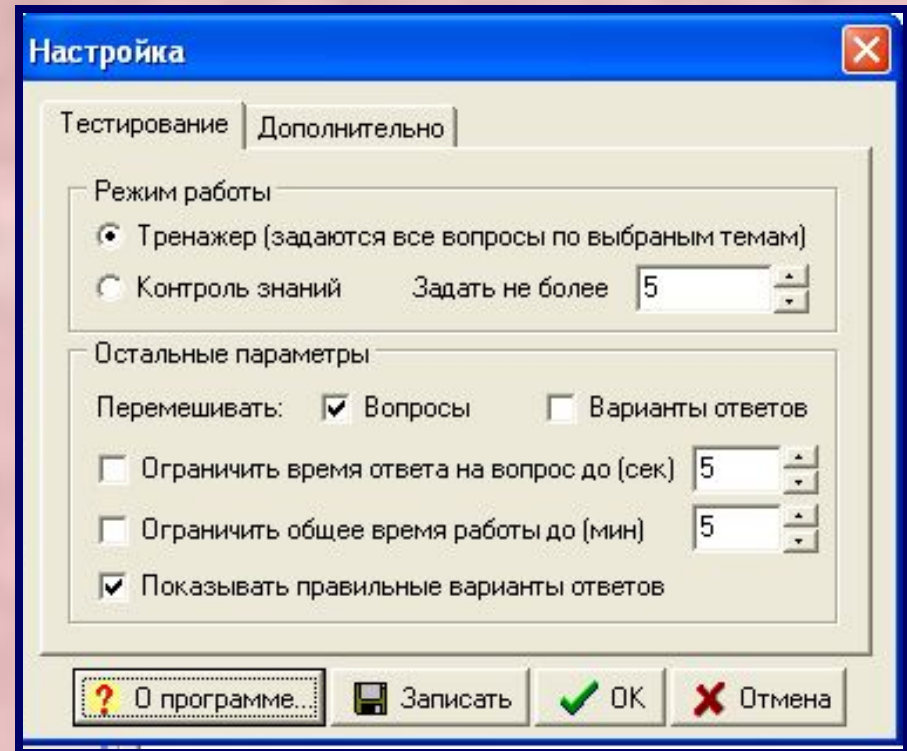 Настройка
Тестирование Дополнительно
Режим работы
Тренажер (задаются все вопросы по выбраным темам)
Контроль знаний Задать не более 5
Остальные параметры
Перемешивать: Вопросы Варианты ответов
Ограничить время ответа на вопрос до (сек) 5
Ограничить общее время работы до (мин) 5
Показывать правильные варианты ответов
? О программе... Записать OK Отмена